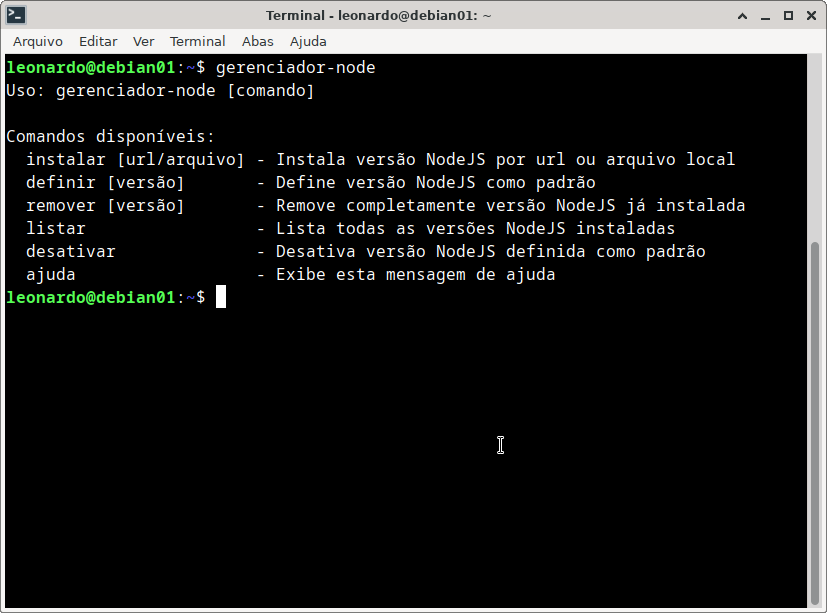 Terminal - leonardo@debian01: ~
Arquivo Editar Ver Terminal Abas Ajuda
leonardo@debian01:~$ gerenciador-node
Uso: gerenciador-node [comando]
Comandos disponíveis:
instalar [url/arquivo] - Instala versão NodeJS por url ou arquivo local
definir [versão] - Define versão NodeJS como padrão
remover [versão] - Remove completamente versão NodeJS já instalada
listar - Lista todas as versões NodeJS instaladas
desativar - Desativa versão NodeJS definida como padrão
ajuda - Exibe esta mensagem de ajuda
leonardo@debian01:~$